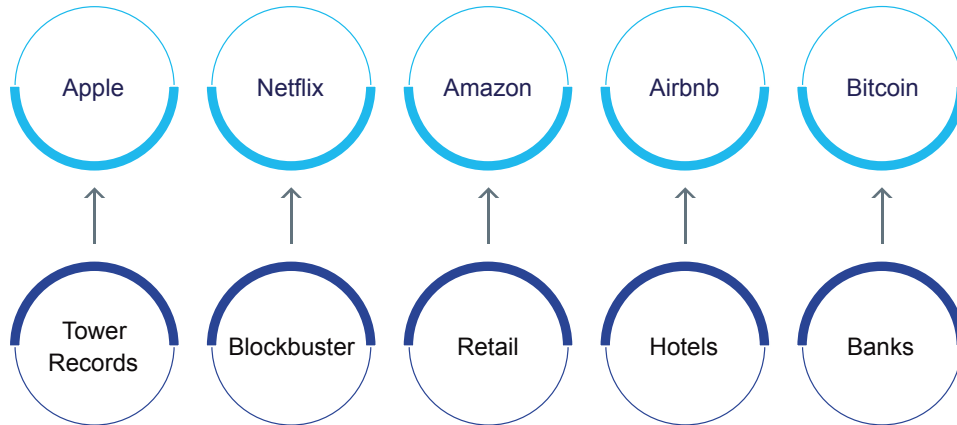 Apple
Netflix
Amazon
Airbnb
Bitcoin
Tower
Records
Blockbuster
Retail
Hotels
Banks